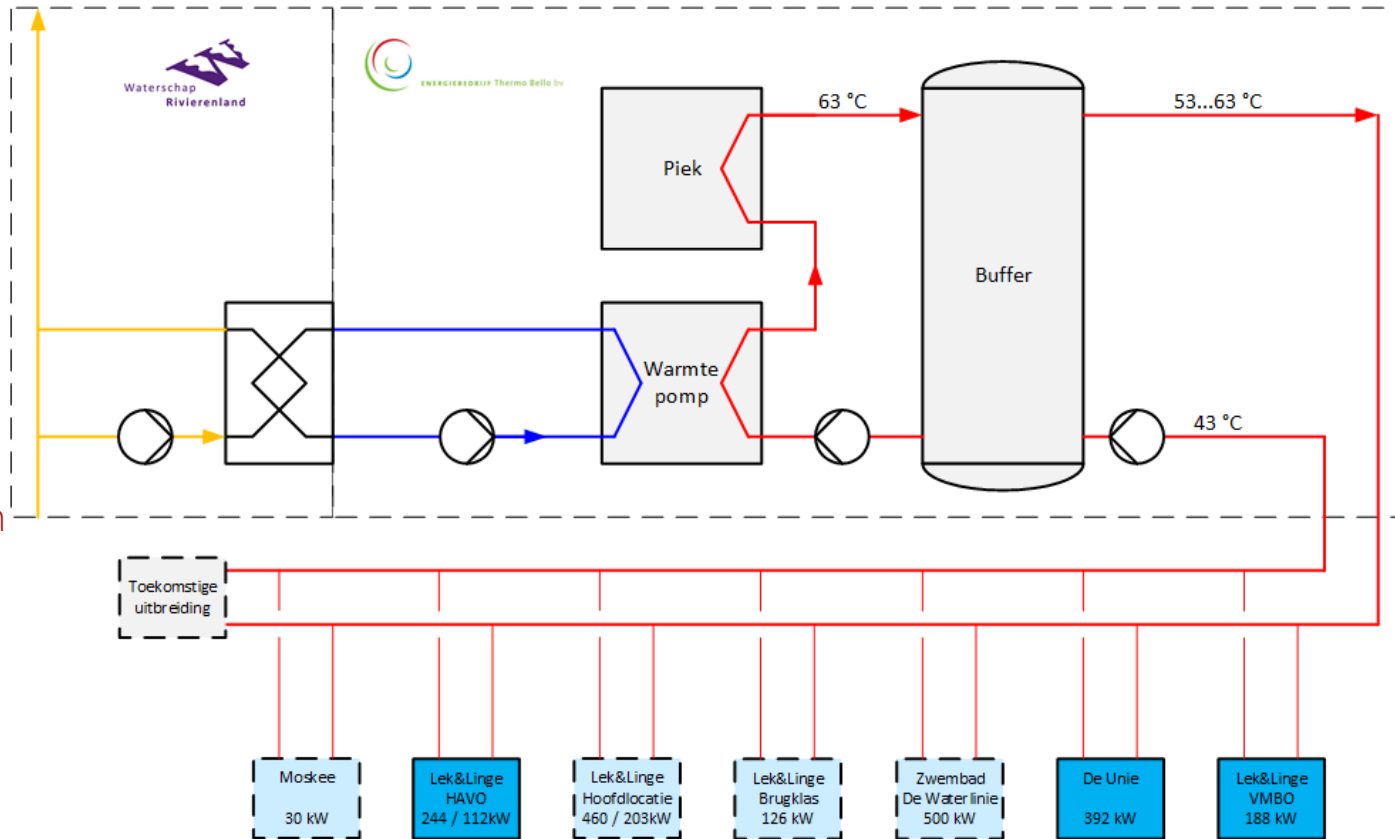 Waterschap
Rivierenland
ENERGIEBEDRIJF Thermo Bello bv
63 °C
53...63 °C
Piek
Buffer
Warmte
pomp
43 °C
Toekomstige
uitbreiding
Moskee
30 kW
Lek&Linge
HAVO
244 / 112kW
Lek&Linge
Hoofdlocatie
460 / 203kW
Lek&Linge
Brugklas
126 kW
Zwembad
De Waterlinie
500 kW
De Unie
392 kW
Lek&Linge
VMBO
188 kW